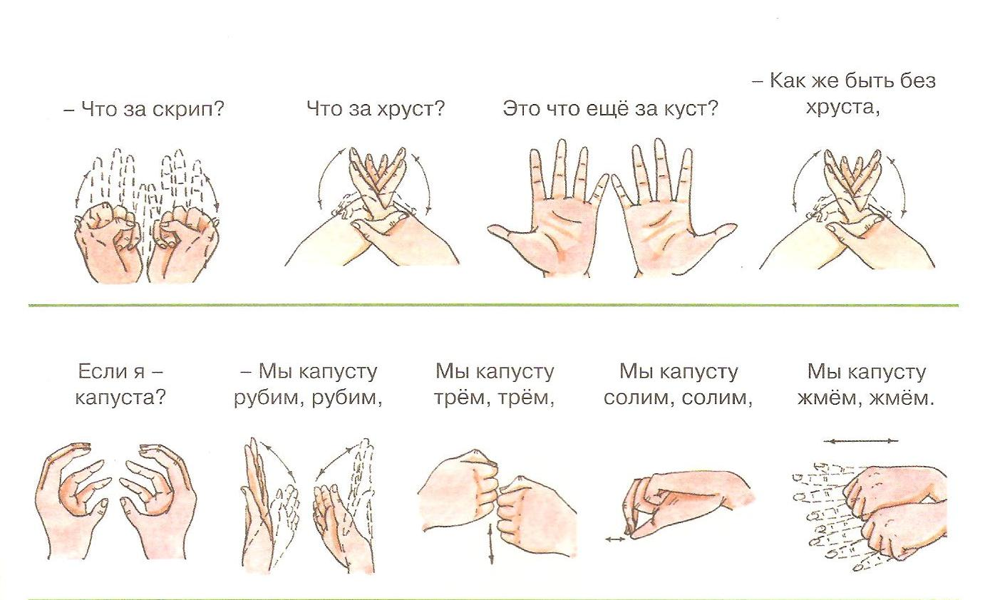 – Что за скрип?
Что за хруст?
Это что ещё за куст?
– Как же быть без
хруста,
Если я –
капуста?
– Мы капусту
рубим, рубим,
Мы капусту
трём, трём,
Мы капусту
солим, солим,
Мы капусту
жмём, жмём.